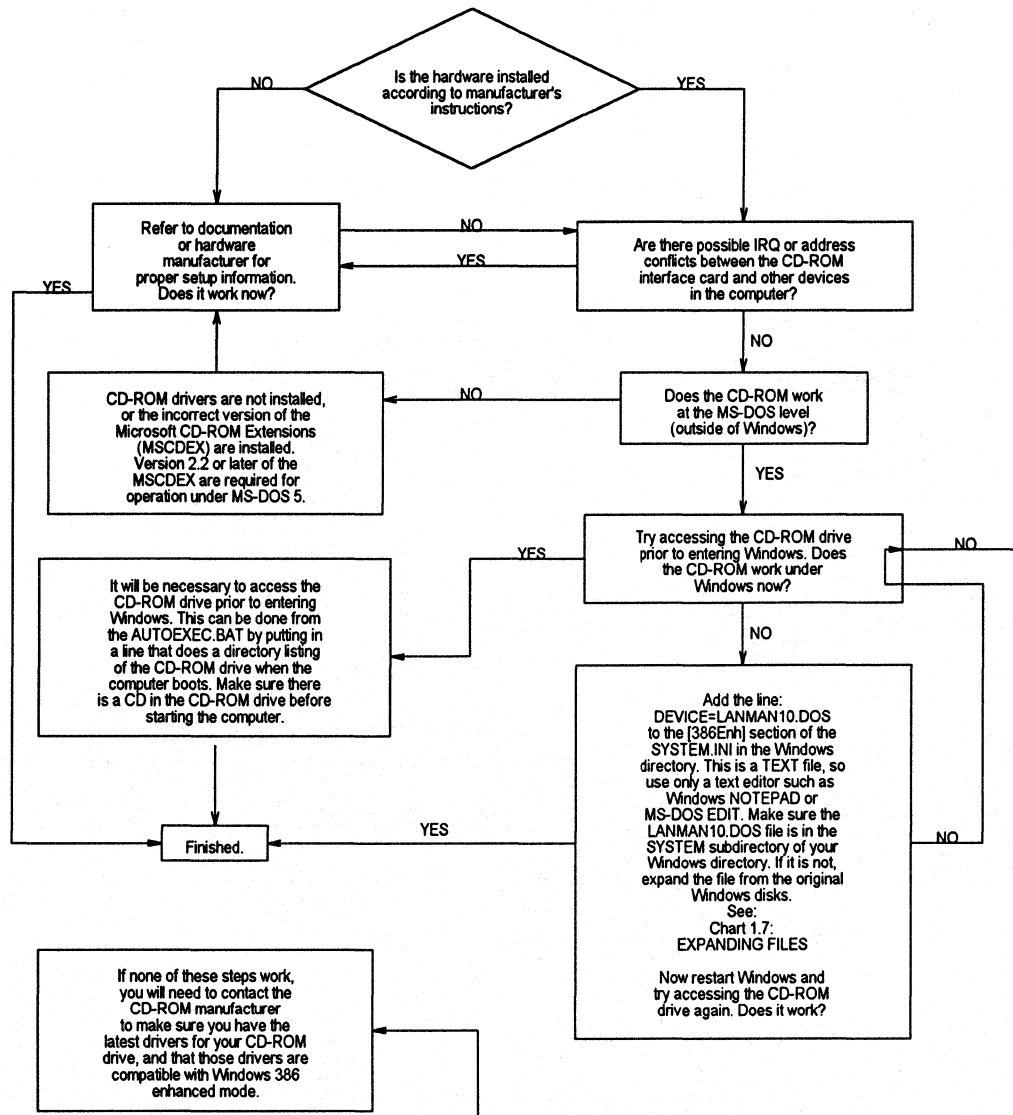 Is the hardware installed
according to manufacturer's
instructions?
NO
YES
Refer to documentation
or hardware
manufacturer for
proper setup information.
Does it work now?
NO
YES
YES
Are there possible IRQ or address
conflicts between the CD-ROM
interface card and other devices
in the computer?
NO
CD-ROM drivers are not installed,
or the incorrect version of the
Microsoft CD-ROM Extensions
(MSCDEX) are installed.
Version 2.2 or later of the
MSCDEX are required for
operation under MS-DOS 5.
NO
Does the CD-ROM work
at the MS-DOS level
(outside of Windows)?
YES
Try accessing the CD-ROM drive
prior to entering Windows. Does
the CD-ROM work under
Windows now?
YES
NO
NO
It will be necessary to access the
CD-ROM drive prior to entering
Windows. This can be done from
the AUTOEXEC.BAT by putting in
a line that does a directory listing
of the CD-ROM drive when the
computer boots. Make sure there
is a CD in the CD-ROM drive before
starting the computer.
Add the line:
DEVICE=LANMAN10.DOS
to the [386Enh] section of the
SYSTEM.INI in the Windows
directory. This is a TEXT file, so
use only a text editor such as
Windows NOTEPAD or
MS-DOS EDIT. Make sure the
LANMAN10.DOS file is in the
SYSTEM subdirectory of your
Windows directory. If it is not,
expand the file from the original
Windows disks.
See:
Chart 1.7:
EXPANDING FILES
Now restart Windows and
try accessing the CD-ROM
drive again. Does it work?
YES
NO
Finished.
If none of these steps work,
you will need to contact the
CD-ROM manufacturer
to make sure you have the
latest drivers for your CD-ROM
drive, and that those drivers are
compatible with Windows 386
enhanced mode.